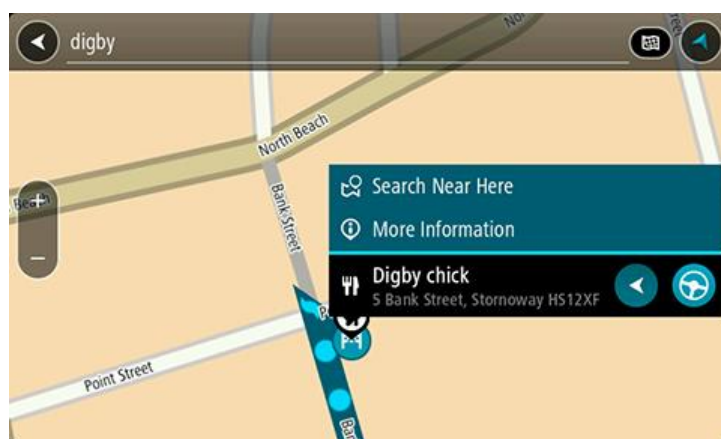 digby
North Beach
Beach
Bank Street
Search Near Here
More Information
Digby chick
5 Bank Street, Stornoway HS12XF
Point Street